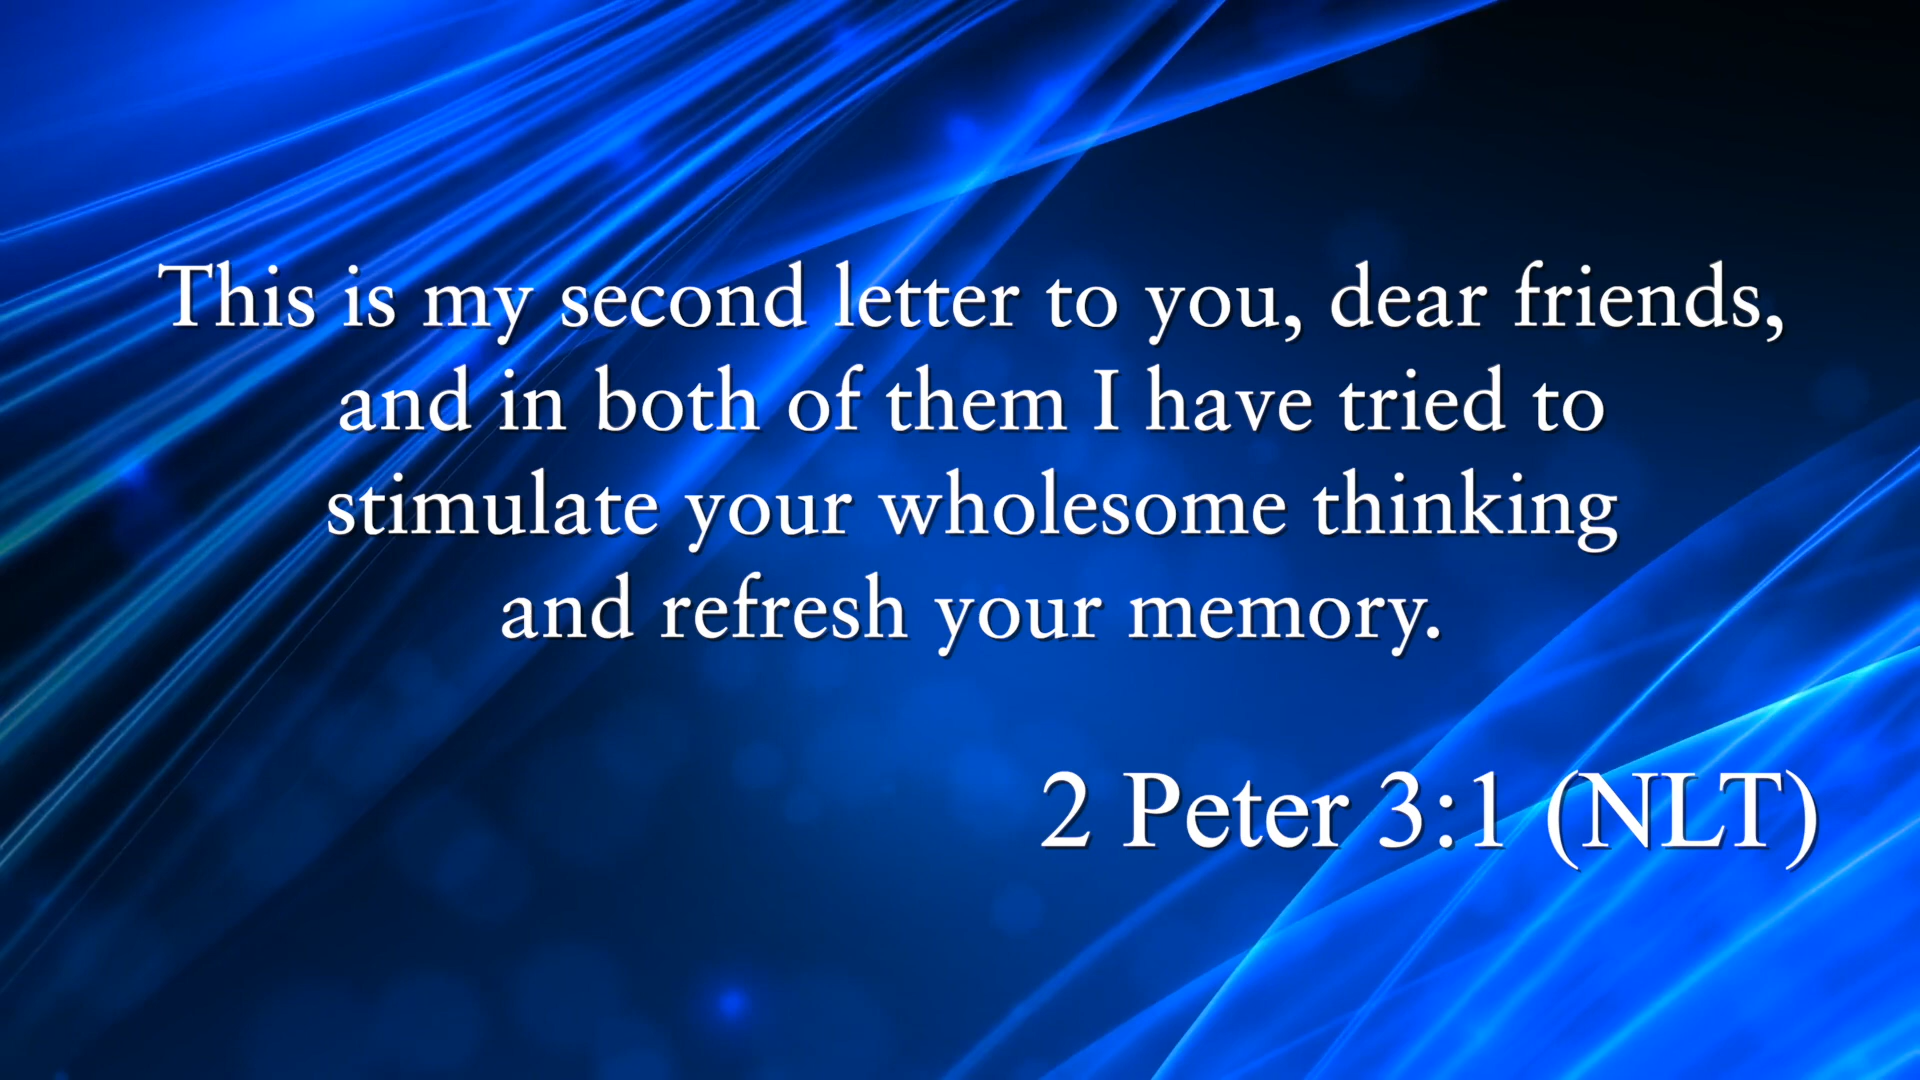 This is my second letter to you, dear friends,
and in both of them I have tried to
stimulate your wholesome thinking
and refresh your memory.
2 Peter 3:1 (NLT)